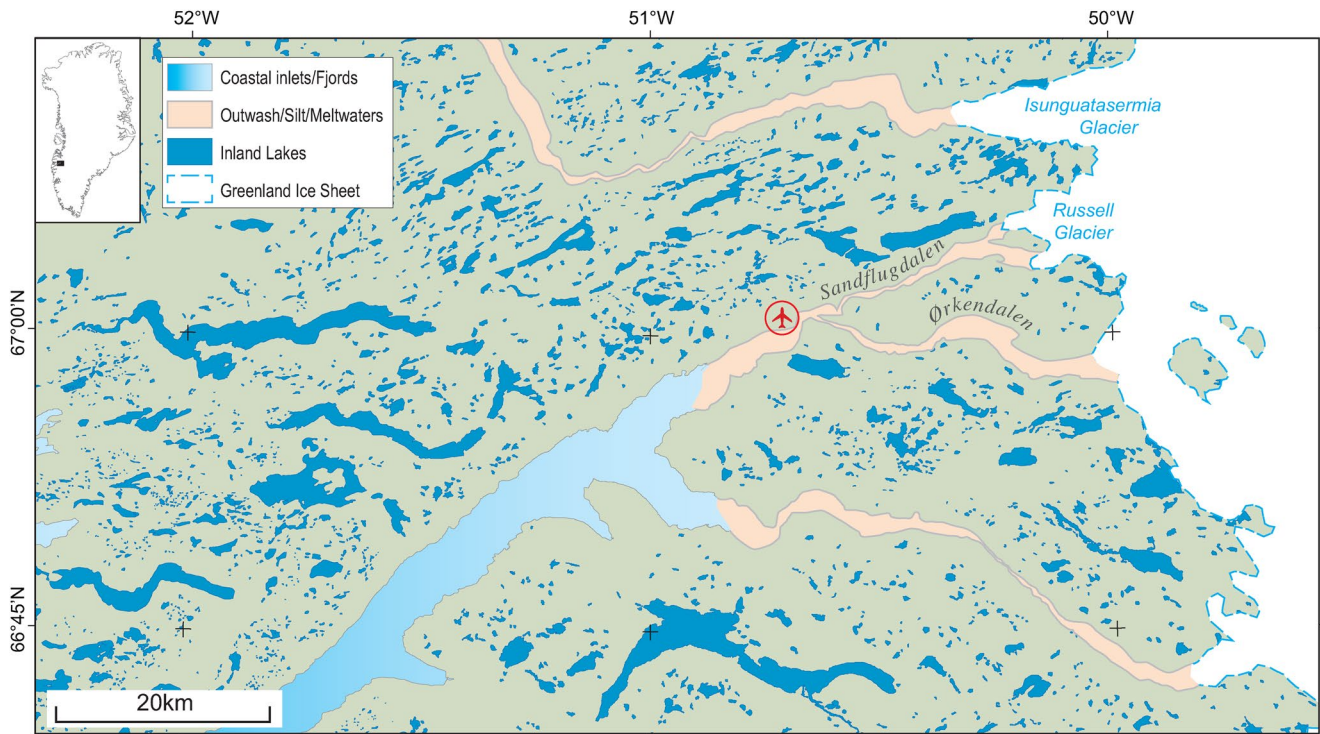 52°W
51°W
50°W
Coastal inlets/Fjords
Outwash/Silt/Meltwaters
Inland Lakes
Greenland Ice Sheet
Isunguatasermia
Glacier
Russell
Glacier
Sandflugdalen
Ørkendalen
67°00'N
66°45'N
20km